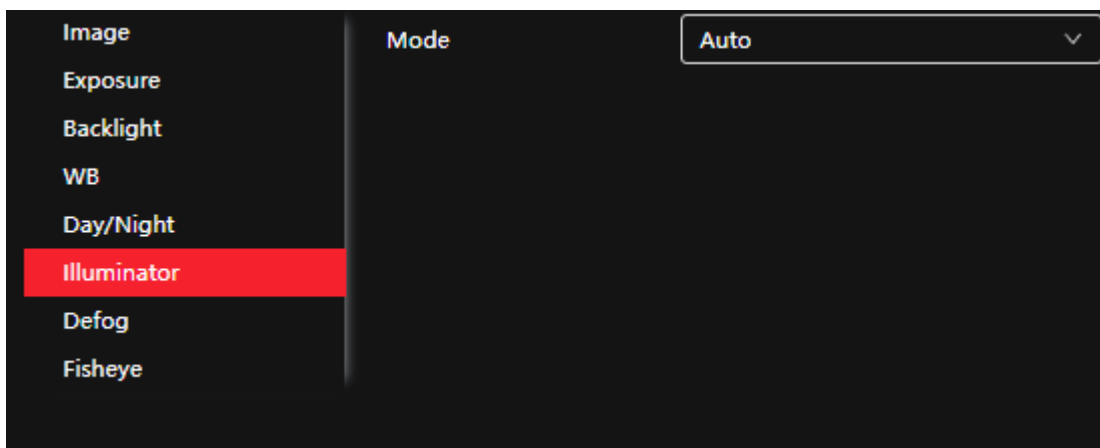 Image
Exposure
Backlight
WB
Day/Night
Illuminator
Defog
Fisheye
Mode Auto